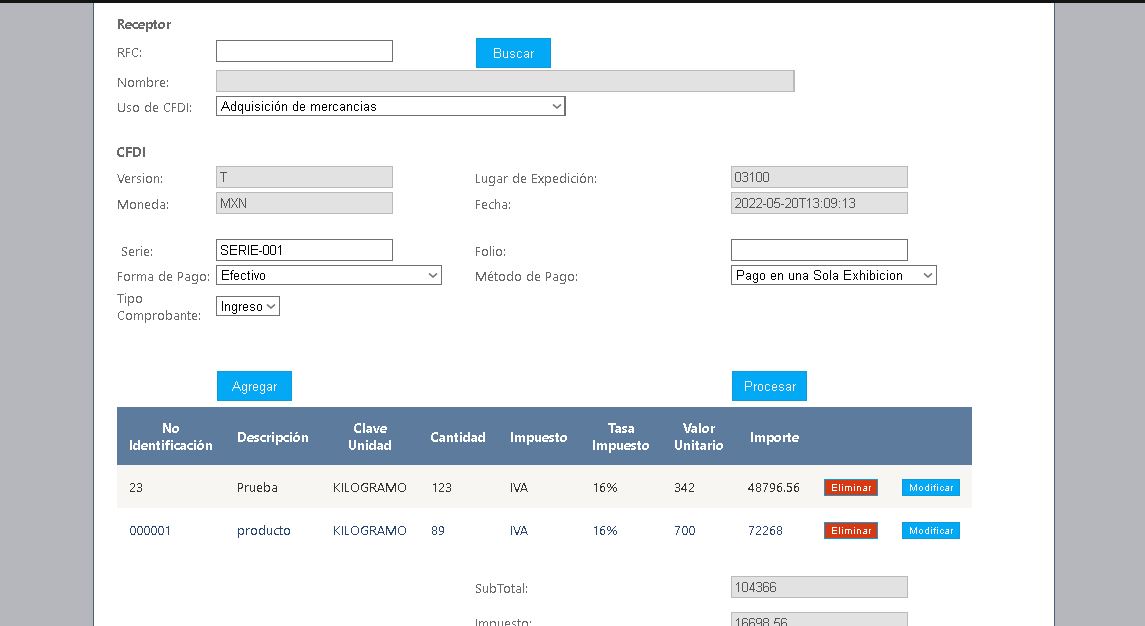 Receptor
RFC:
Buscar
Nombre:
Uso de CFDI: Adquisición de mercancias
CFDI
Version: T Lugar de Expedición: 03100
Moneda: MXN Fecha: 2022-05-20T13:09:13
Serie: SERIE-001 Folio:
Forma de Pago: Efectivo Método de Pago: Pago en una Sola Exhibicion
Tipo
Comprobante: Ingreso
Agregar Procesar
No Identificación Descripción Clave Unidad Cantidad Impuesto Tasa Impuesto Valor Unitario Importe
23 Prueba KILOGRAMO 123 IVA 16% 342 48796.56 Eliminar Modificar
000001 producto KILOGRAMO 89 IVA 16% 700 72268 Eliminar Modificar
SubTotal: 104366
Impuesto: 16698.56